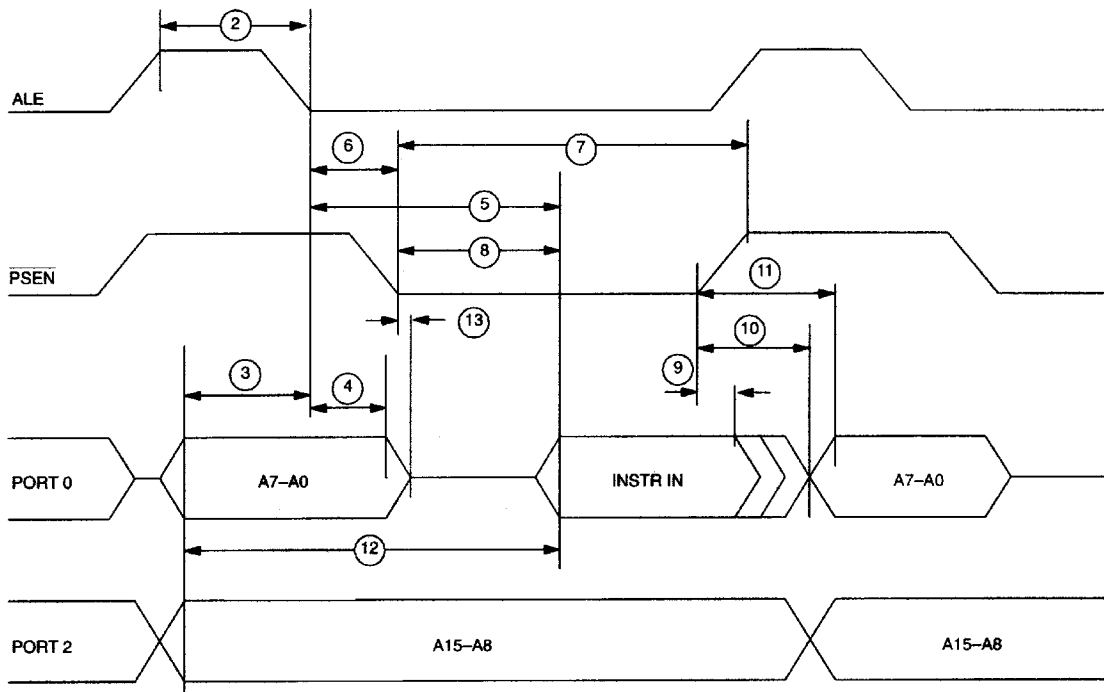 2
ALE
6
7
5
8
PSEN
11
13
10
9
3
4
PORT 0
A7–A0
INSTR IN
A7–A0
12
PORT 2
A15–A8
A15–A8